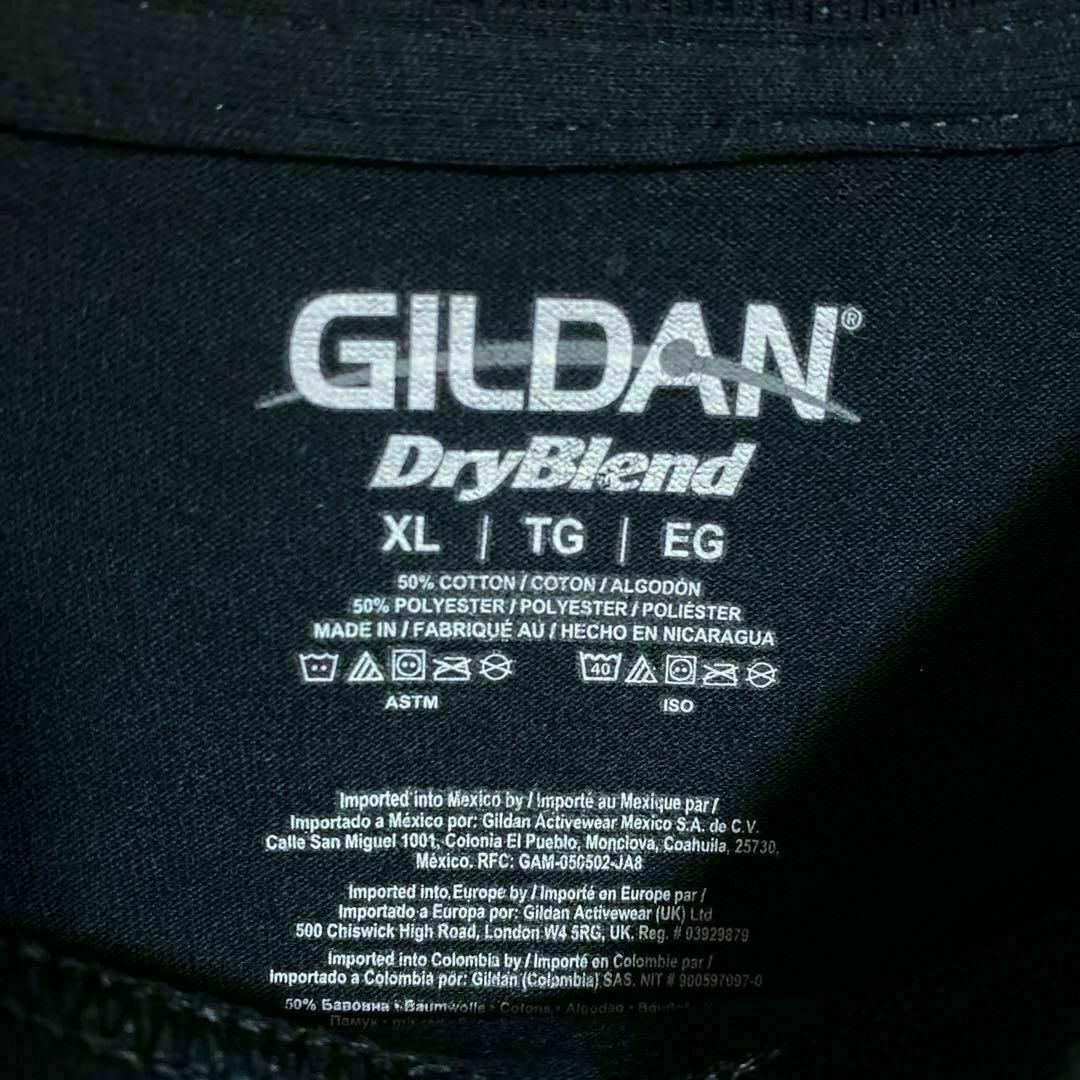 GILDAN®
DryBlend
XL | TG | EG
50% COTTON / COTON / ALGODÓN
50% POLYESTER / POLYESTER / POLIÉSTER
MADE IN / FABRIQUÉ AU / HECHO EN NICARAGUA
40
ASTM
ISO
Imported into Mexico by / Importé au Mexique par /
Importado a México por: Gildan Activewear Mexico S.A. de C.V.
Calle San Miguel 1001, Colonia El Pueblo, Monclova, Coahuila, 25730,
México. RFC: GAM-050502-JA8
Imported into Europe by / Importé en Europe par /
Importado a Europa por: Gildan Activewear (UK) Ltd
500 Chiswick High Road, London W4 5RG, UK. Reg. # 03929879
Imported into Colombia by / Importé en Colombie par /
Importado a Colombia por: Gildan (Colombia) SAS. NIT # 900597097-0
50% Бавовна • Baumwolle • Cotone • Algodao •
Памук •